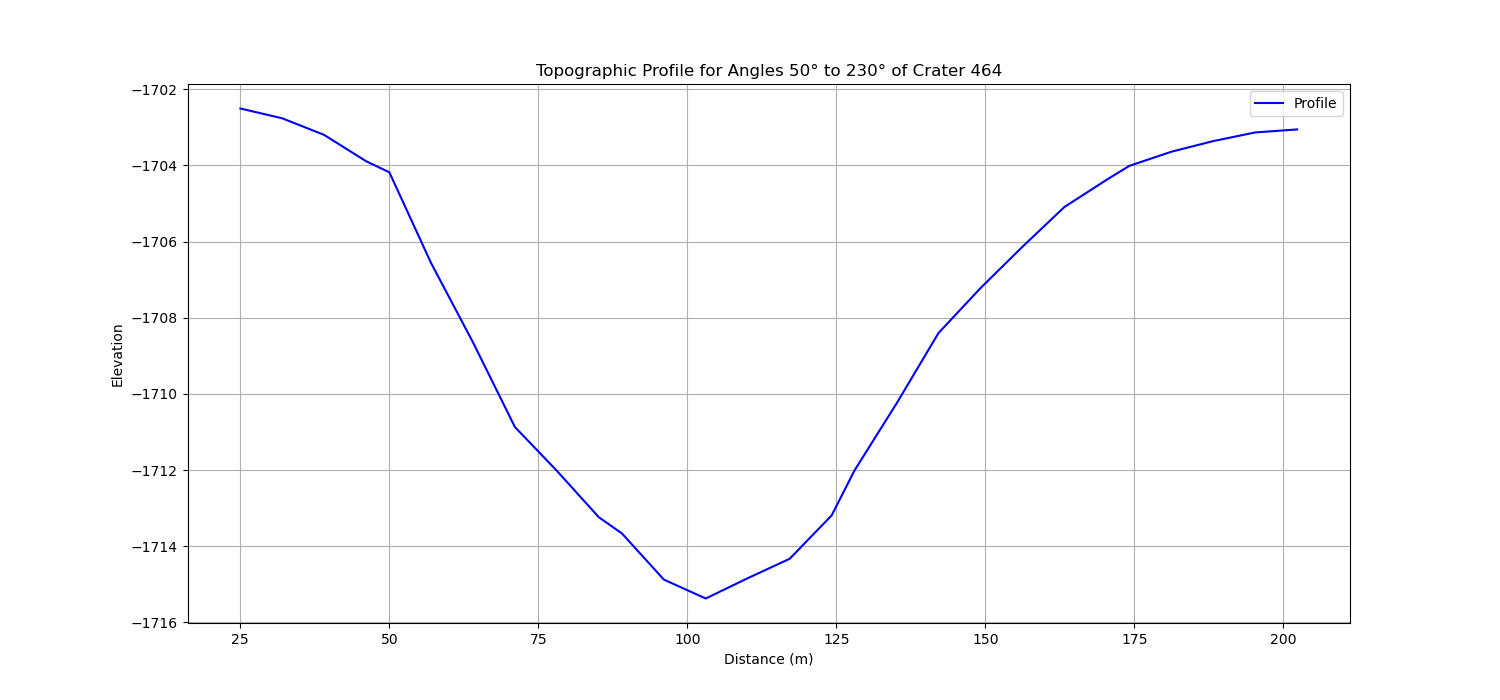 Topographic Profile for Angles 50° to 230° of Crater 464
Profile
−1702
−1704
−1706
−1708
−1710
−1712
−1714
−1716
Elevation
25 50 75 100 125 150 175 200
Distance (m)